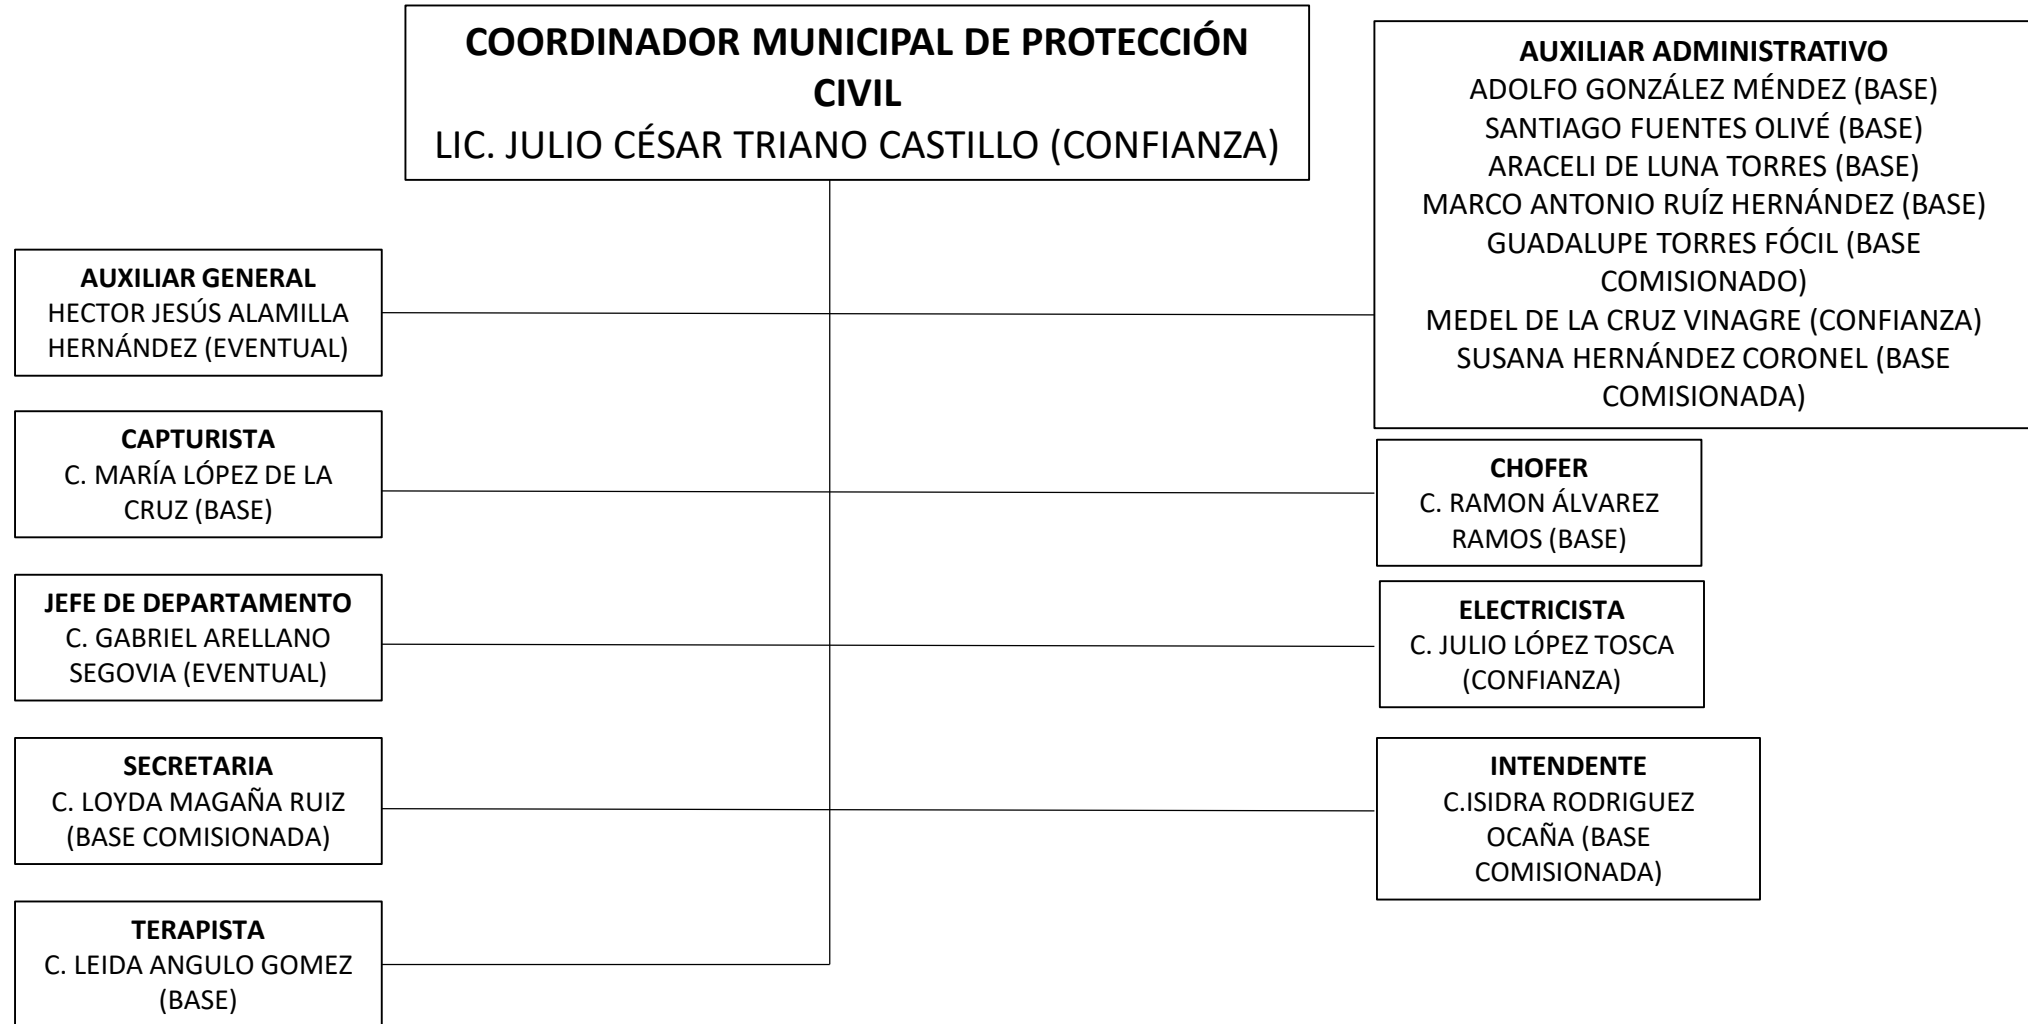 COORDINADOR MUNICIPAL DE PROTECCIÓN
CIVIL
LIC. JULIO CÉSAR TRIANO CASTILLO (CONFIANZA)
AUXILIAR ADMINISTRATIVO
ADOLFO GONZÁLEZ MÉNDEZ (BASE)
SANTIAGO FUENTES OLIVÉ (BASE)
ARACELI DE LUNA TORRES (BASE)
MARCO ANTONIO RUÍZ HERNÁNDEZ (BASE)
GUADALUPE TORRES FÓCIL (BASE
COMISIONADO)
MEDEL DE LA CRUZ VINAGRE (CONFIANZA)
SUSANA HERNÁNDEZ CORONEL (BASE
COMISIONADA)
AUXILIAR GENERAL
HECTOR JESÚS ALAMILLA
HERNÁNDEZ (EVENTUAL)
CAPTURISTA
C. MARÍA LÓPEZ DE LA
CRUZ (BASE)
CHOFER
C. RAMON ÁLVAREZ
RAMOS (BASE)
JEFE DE DEPARTAMENTO
C. GABRIEL ARELLANO
SEGOVIA (EVENTUAL)
ELECTRICISTA
C. JULIO LÓPEZ TOSCA
(CONFIANZA)
SECRETARIA
C. LOYDA MAGAÑA RUIZ
(BASE COMISIONADA)
INTENDENTE
C.ISIDRA RODRIGUEZ
OCAÑA (BASE
COMISIONADA)
TERAPISTA
C. LEIDA ANGULO GOMEZ
(BASE)